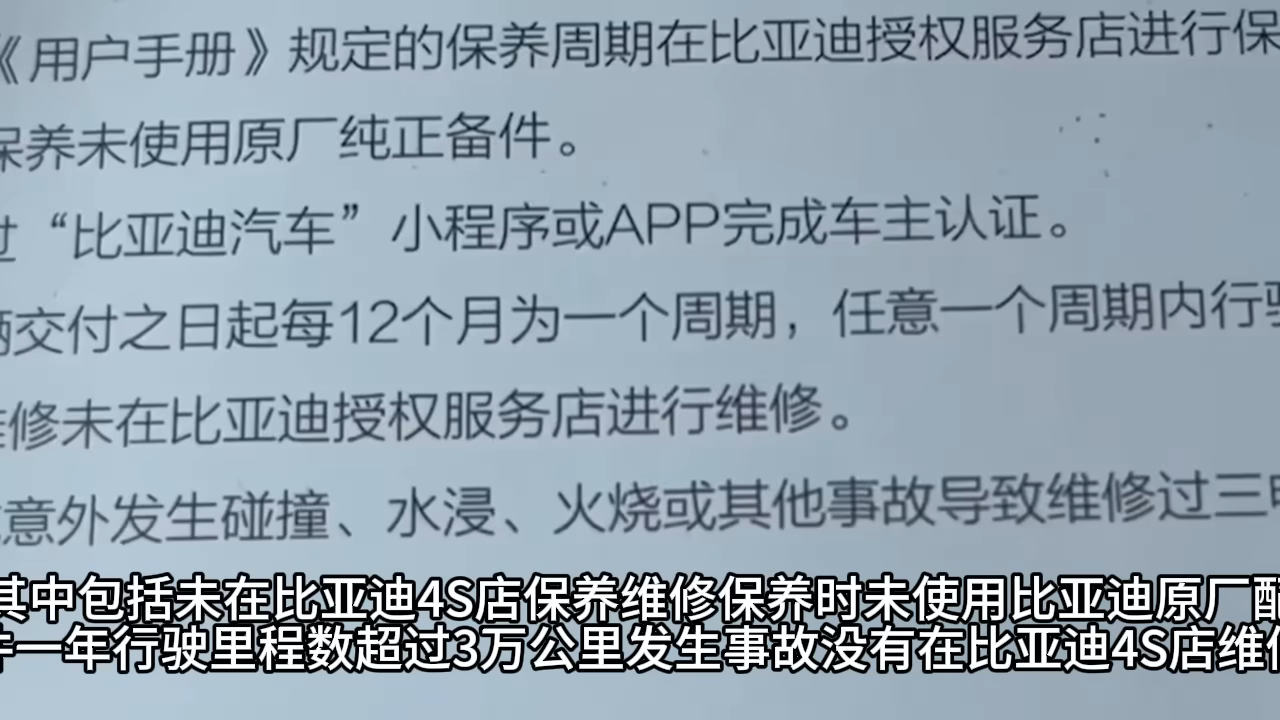 《用户手册》规定的保养周期在比亚迪授权服务店进行保
保养未使用原厂纯正备件。
过“比亚迪汽车”小程序或APP完成车主认证。
辆交付之日起每12个月为一个周期，任意一个周期内行驶
维修未在比亚迪授权服务店进行维修。
意外发生碰撞、水浸、火烧或其他事故导致维修过三电
其中包括未在比亚迪4S店保养维修保养时未使用比亚迪原厂配
件一年行驶里程数超过3万公里发生事故没有在比亚迪4S店维修